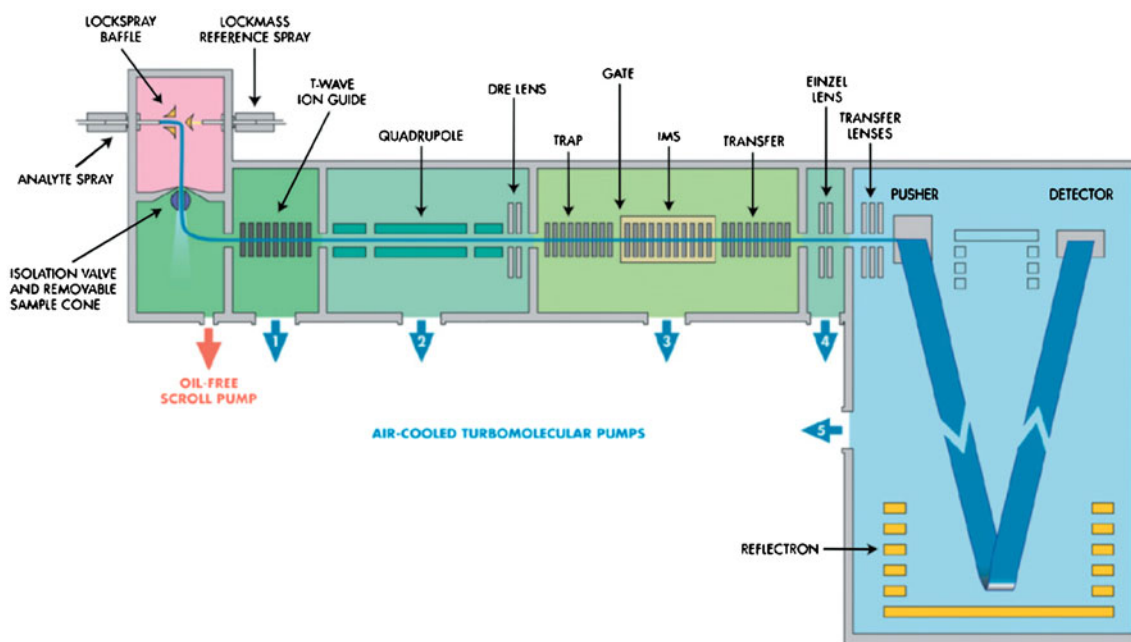 LOCKSPRAY
BAFFLE
LOCKMASS
REFERENCE SPRAY
T-WAVE
ION GUIDE
QUADRUPOLE
DRE LENS
GATE
TRAP
IMS
TRANSFER
EINZEL
LENS
TRANSFER
LENSES
PUSHER
DETECTOR
ANALYTE SPRAY
ISOLATION VALVE
AND REMOVABLE
SAMPLE CONE
1
2
3
4
OIL-FREE
SCROLL PUMP
AIR-COOLED TURBOMOLECULAR PUMPS
5
REFLECTRON